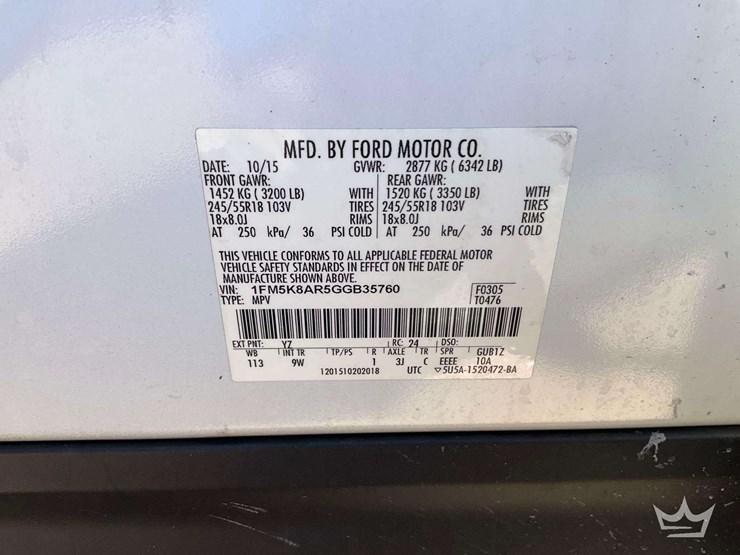 MFD. BY FORD MOTOR CO.
DATE: 10/15 GVWR: 2877 KG ( 6342 LB)
FRONT GAWR: REAR GAWR:
1452 KG ( 3200 LB) WITH 1520 KG ( 3350 LB) WITH
245/55R18 103V TIRES 245/55R18 103V TIRES
18x8.0J RIMS 18x8.0J RIMS
AT 250 kPa/ 36 PSI COLD AT 250 kPa/ 36 PSI COLD
THIS VEHICLE CONFORMS TO ALL APPLICABLE FEDERAL MOTOR
VEHICLE SAFETY STANDARDS IN EFFECT ON THE DATE OF
MANUFACTURE SHOWN ABOVE.
VIN: 1FM5K8AR5GGB35760 F0305
TYPE: MPV T0476
EXT PNT: YZ RC: 24 DSO:
WB INT TR TP/PS R AXLE TR SPR GUB1Z
113 9W 1 3J C EEEE 10A
1201510202018 UTC ▽5U5A-1520472-BA